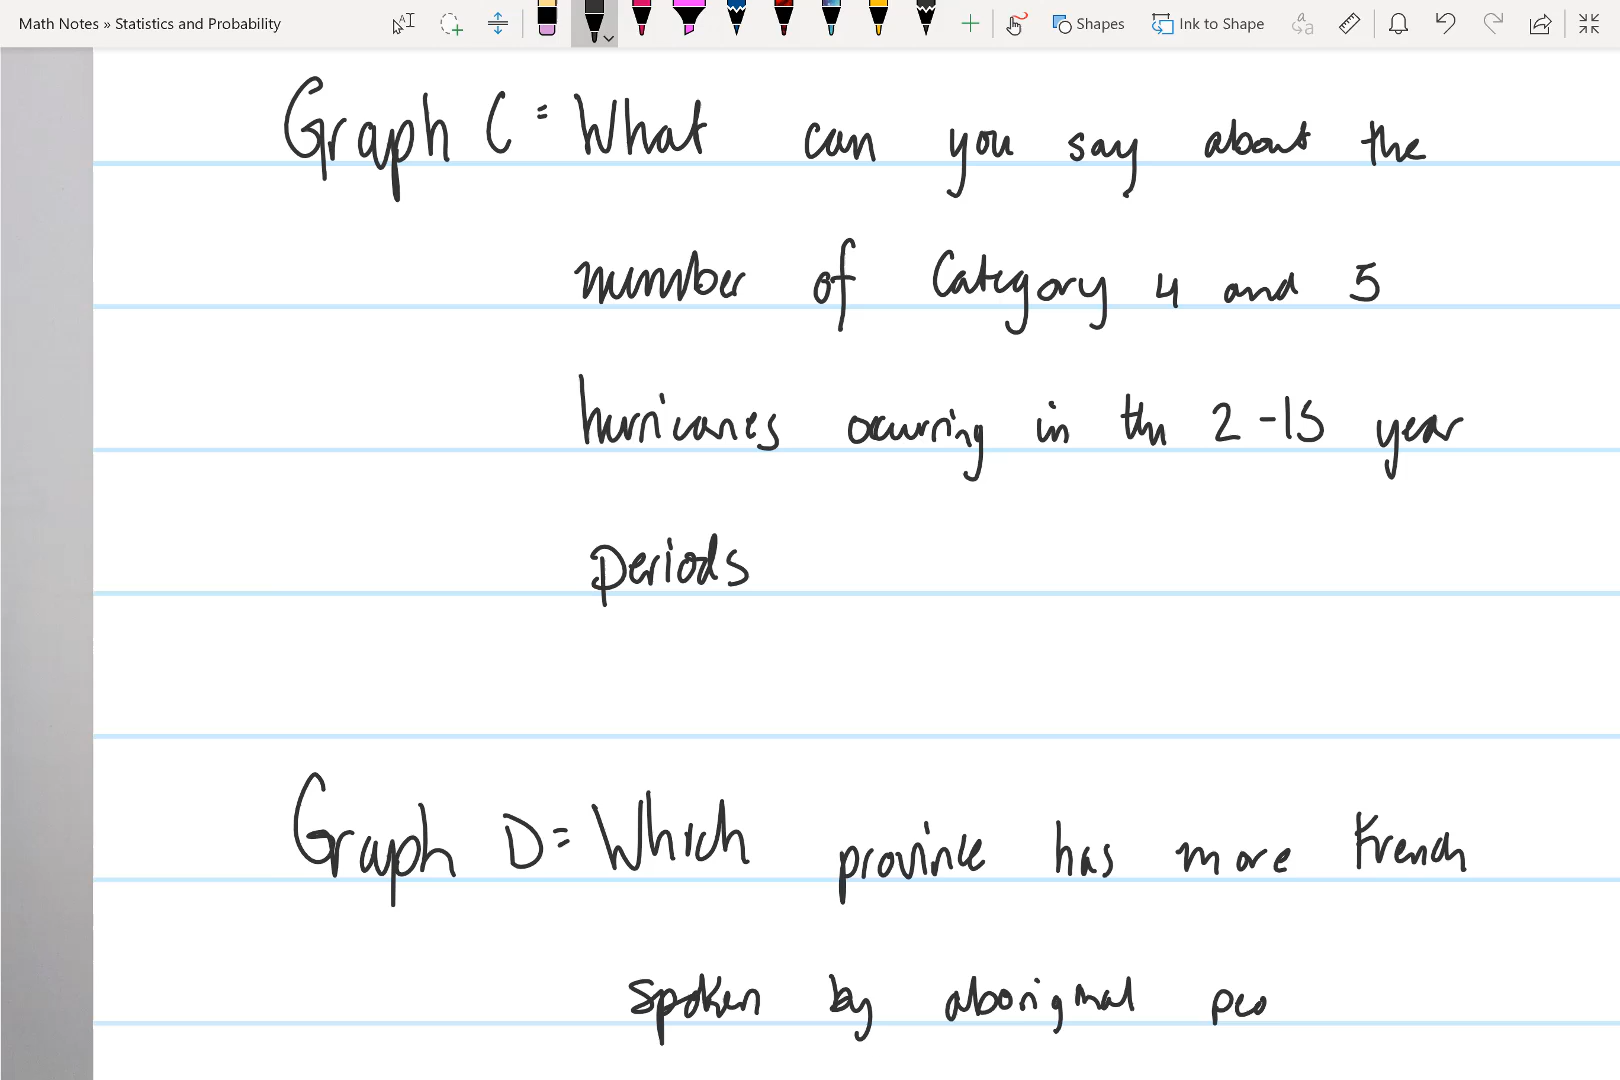 Math Notes » Statistics and Probability
Shapes
Ink to Shape
Graph C = What can you say about the
number of Category 4 and 5
hurricanes occurring in the 2-15 year
periods
Graph D = Which province has more French
spoken by aboriginal peo